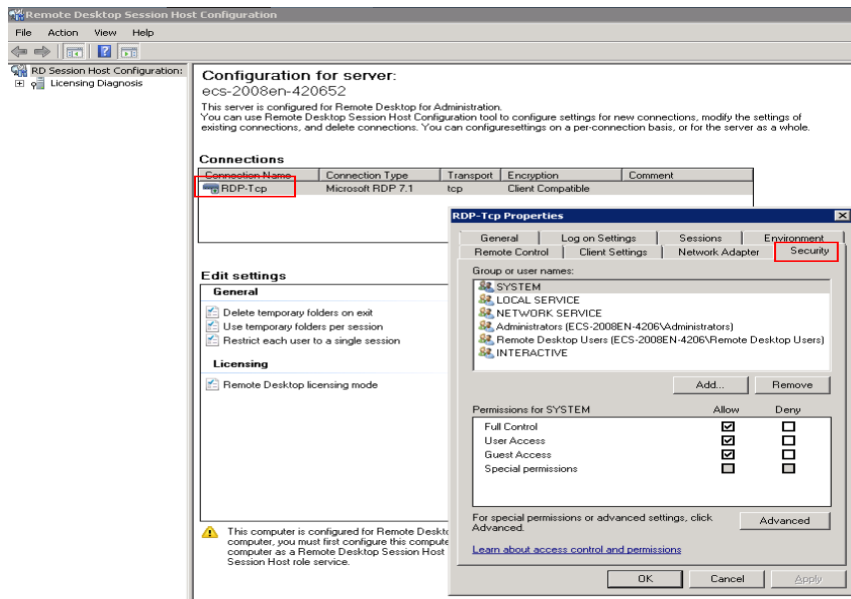 Remote Desktop Session Host Configuration
File Action View Help
RD Session Host Configuration:
Licensing Diagnosis
Configuration for server:
ecs-2008en-420652
This server is configured for Remote Desktop for Administration.
You can use Remote Desktop Session Host Configuration tool to configure settings for new connections, modify the settings of
existing connections, and delete connections. You can configuresettings on a per-connection basis, or for the server as a whole.
Connections
Connection Name Connection Type Transport Encryption Comment
RDP-Tcp Microsoft RDP 7.1 tcp Client Compatible
Edit settings
General
Delete temporary folders on exit
Use temporary folders per session
Restrict each user to a single session
Licensing
Remote Desktop licensing mode
This computer is configured for Remote Deskto
computer, you must first configure this compute
computer as a Remote Desktop Session Host
Session Host role service.
RDP-Tcp Properties
General Log on Settings Sessions Environment
Remote Control Client Settings Network Adapter Security
Group or user names:
SYSTEM
LOCAL SERVICE
NETWORK SERVICE
Administrators (ECS-2008EN-4206\Administrators)
Remote Desktop Users (ECS-2008EN-4206\Remote Desktop Users)
INTERACTIVE
Add... Remove
Permissions for SYSTEM Allow Deny
Full Control
User Access
Guest Access
Special permissions
For special permissions or advanced settings, click
Advanced.
Advanced
Learn about access control and permissions
OK Cancel Apply